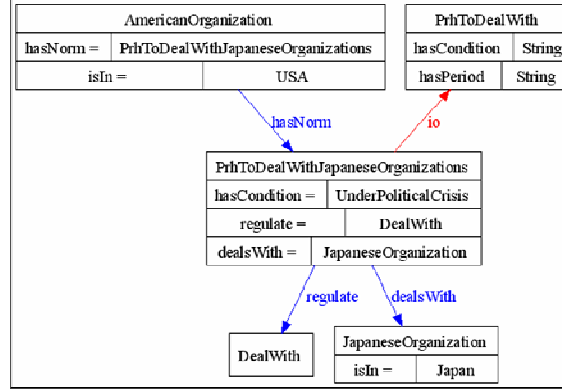 AmericanOrganization
hasNorm = PrhToDealWithJapaneseOrganizations
isIn = USA
PrhToDealWith
hasCondition String
hasPeriod String
hasNorm
io
PrhToDealWithJapaneseOrganizations
hasCondition = UnderPoliticalCrisis
regulate = DealWith
dealsWith = JapaneseOrganization
regulate
dealsWith
DealWith
JapaneseOrganization
isIn = Japan